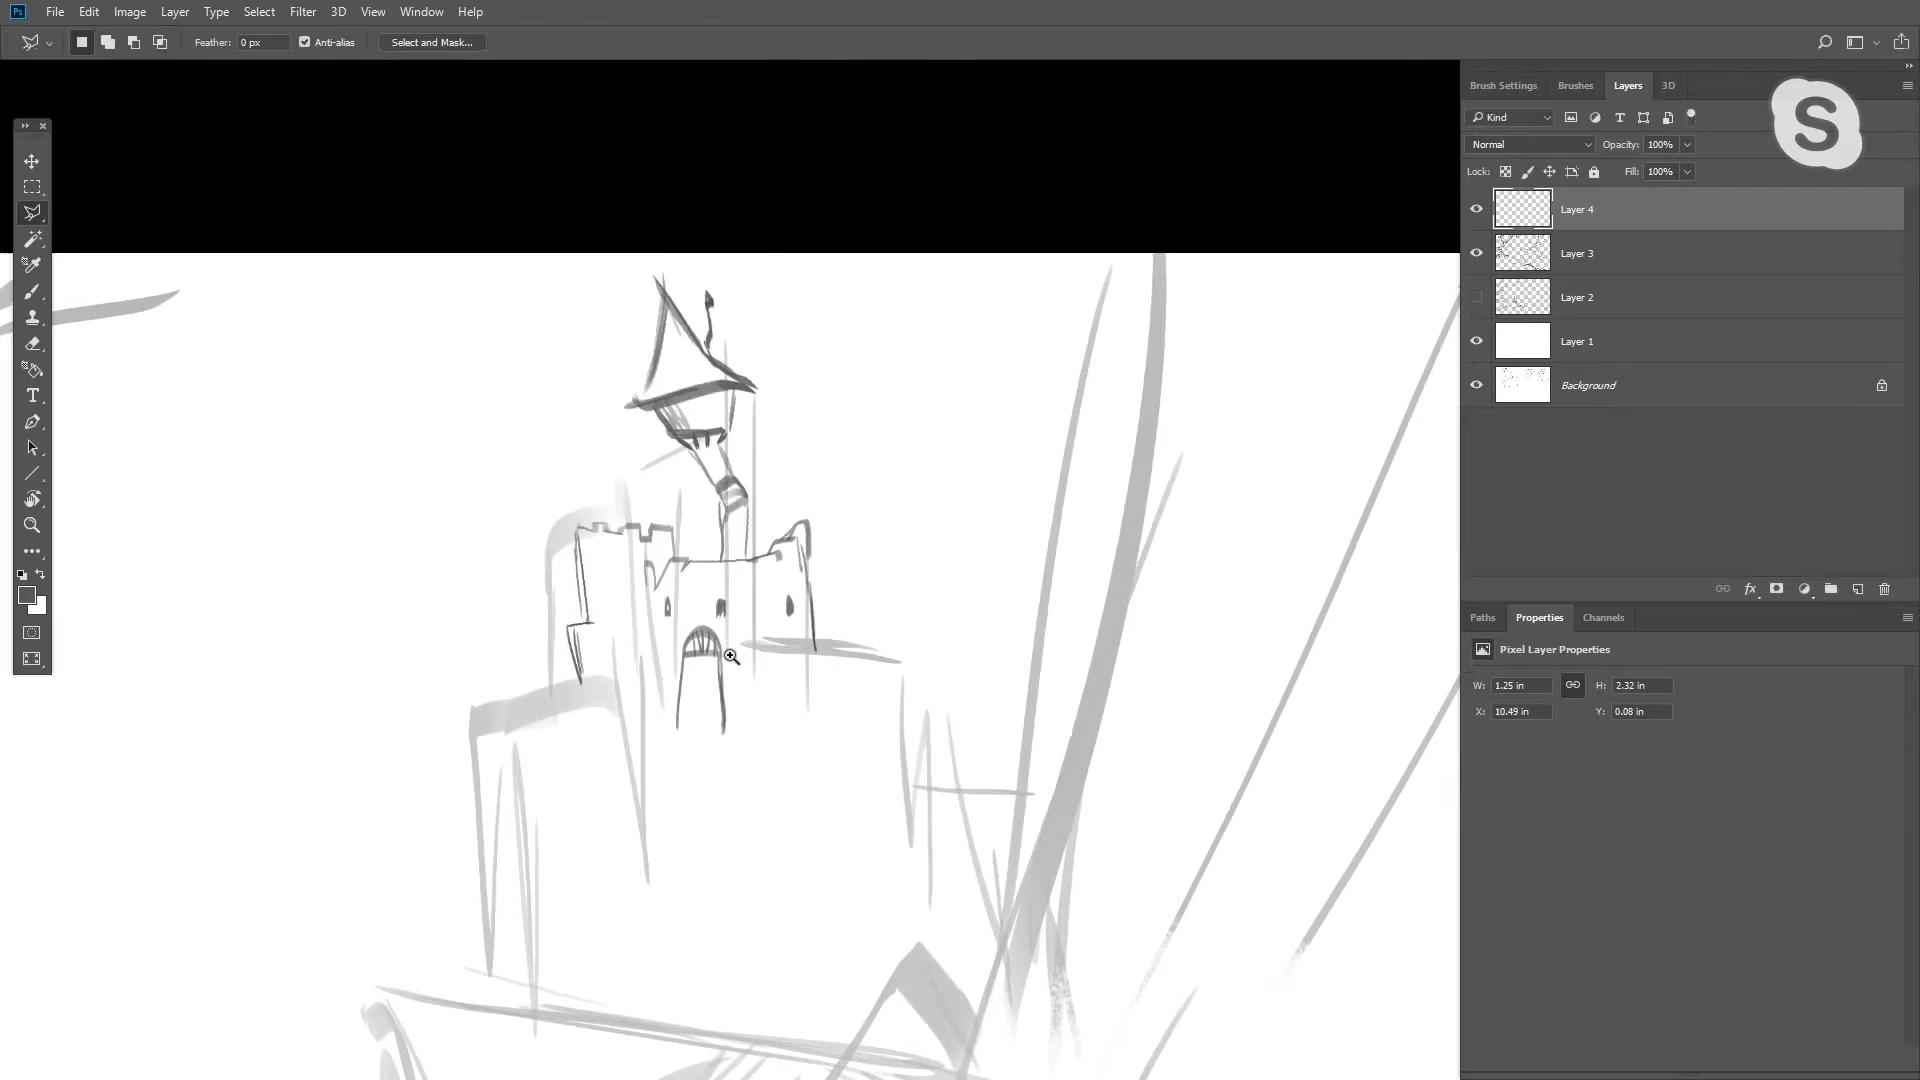 Ps File Edit Image Layer Type Select Filter 3D View Window Help
Feather: 0 px Anti-alias Select and Mask...
Brush Settings Brushes Layers 3D
Kind
Normal Opacity: 100%
Lock: Fill: 100%
Layer 4
Layer 3
Layer 2
Layer 1
Background
fx
Paths Properties Channels
Pixel Layer Properties
W: 1.25 in H: 2.32 in
X: 10.49 in Y: 0.08 in
S
T